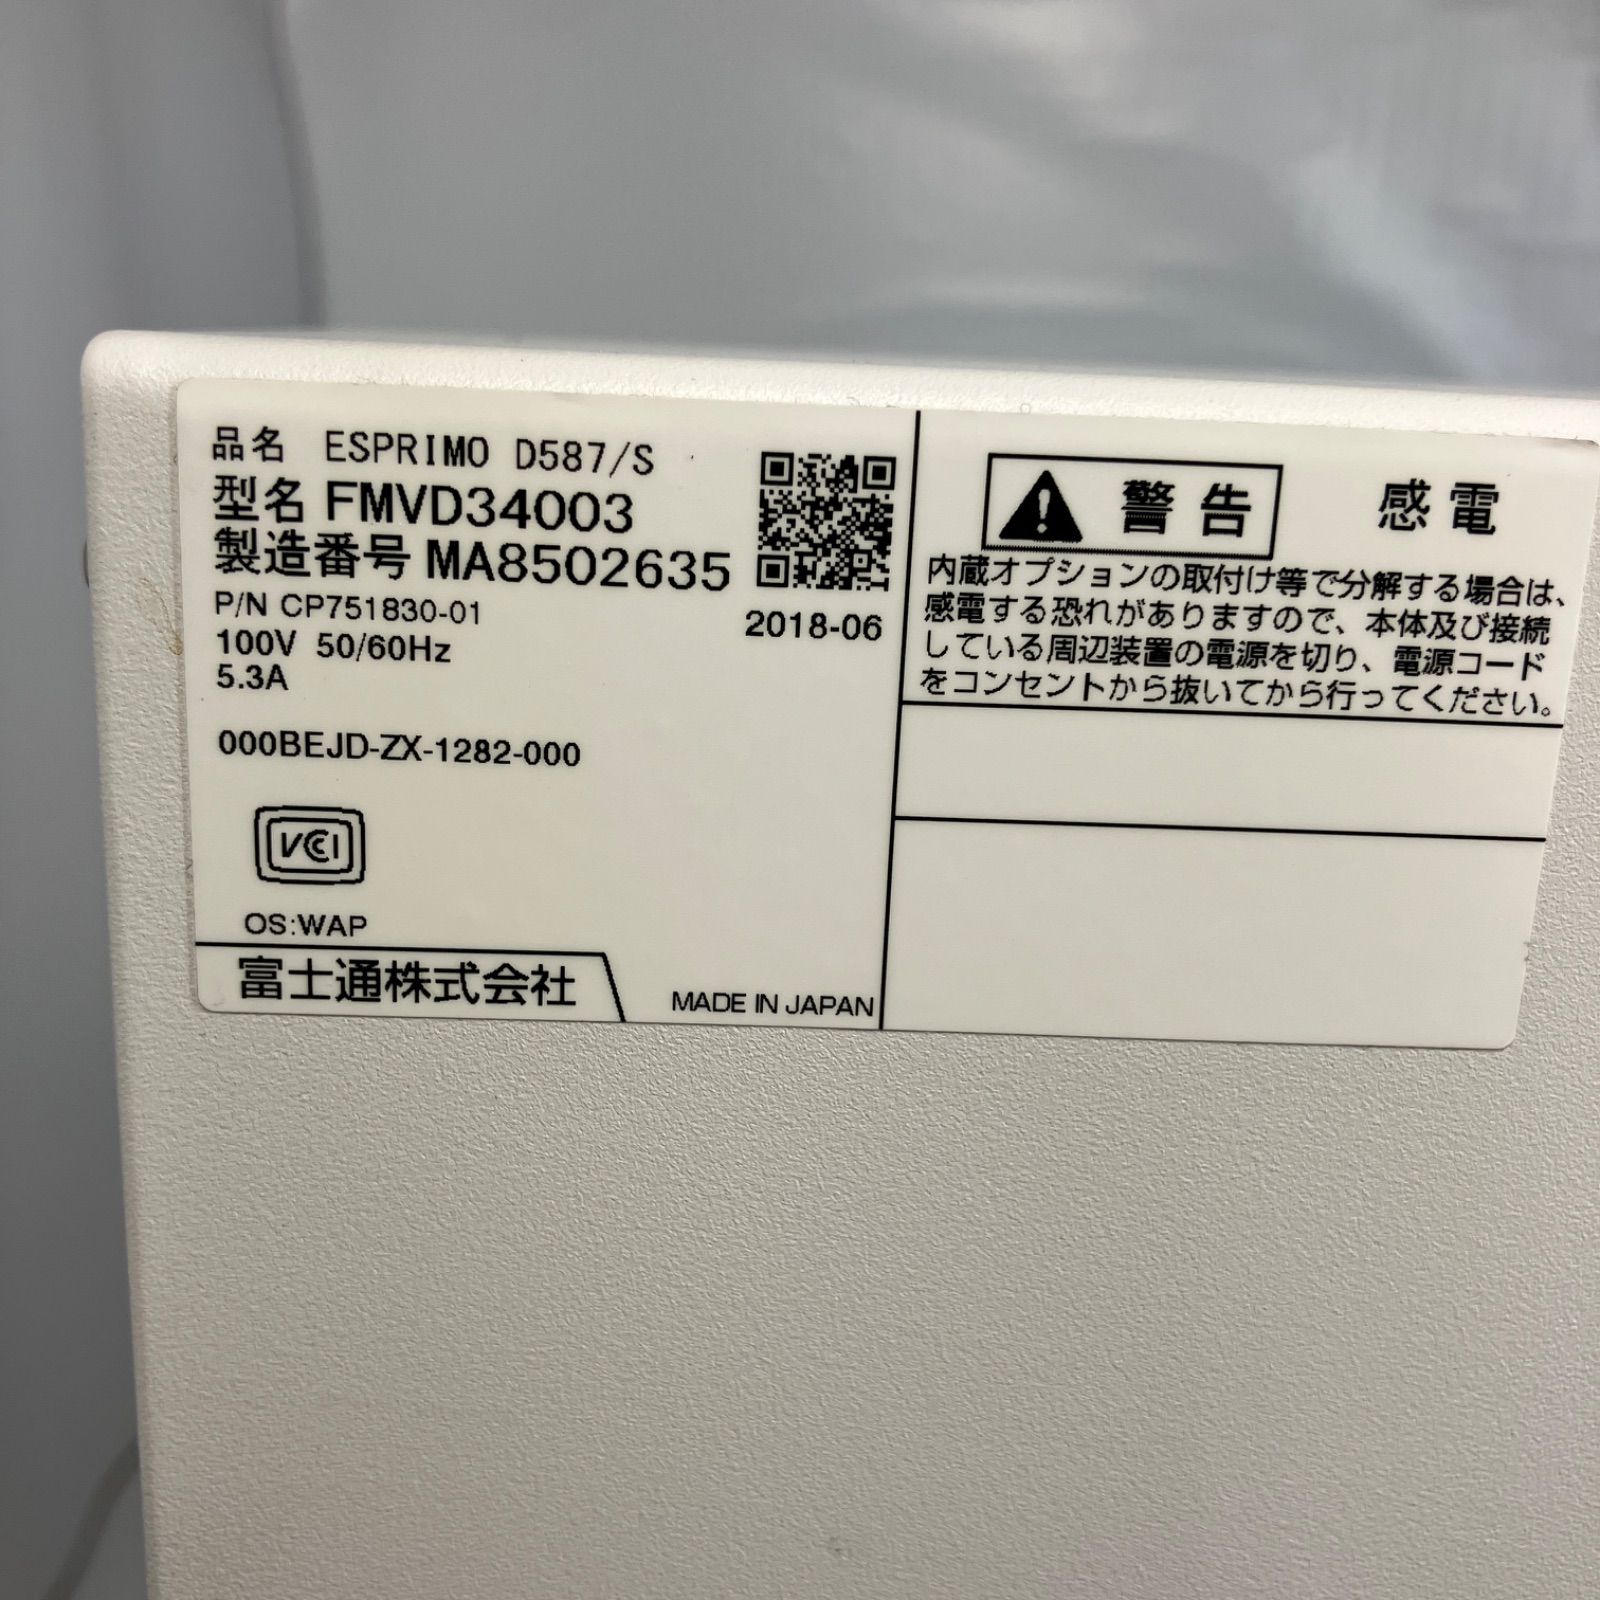 品名 ESPRIMO D587/S
型名 FMVD34003
製造番号 MA8502635
P/N CP751830-01
2018-06
100V 50/60Hz
5.3A
000BEJD-ZX-1282-000
VCCI
OS:WAP
富士通株式会社
MADE IN JAPAN
警告 感電
内蔵オプションの取付け等で分解する場合は、
感電する恐れがありますので、本体及び接続
している周辺装置の電源を切り、電源コード
をコンセントから抜いてから行ってください。